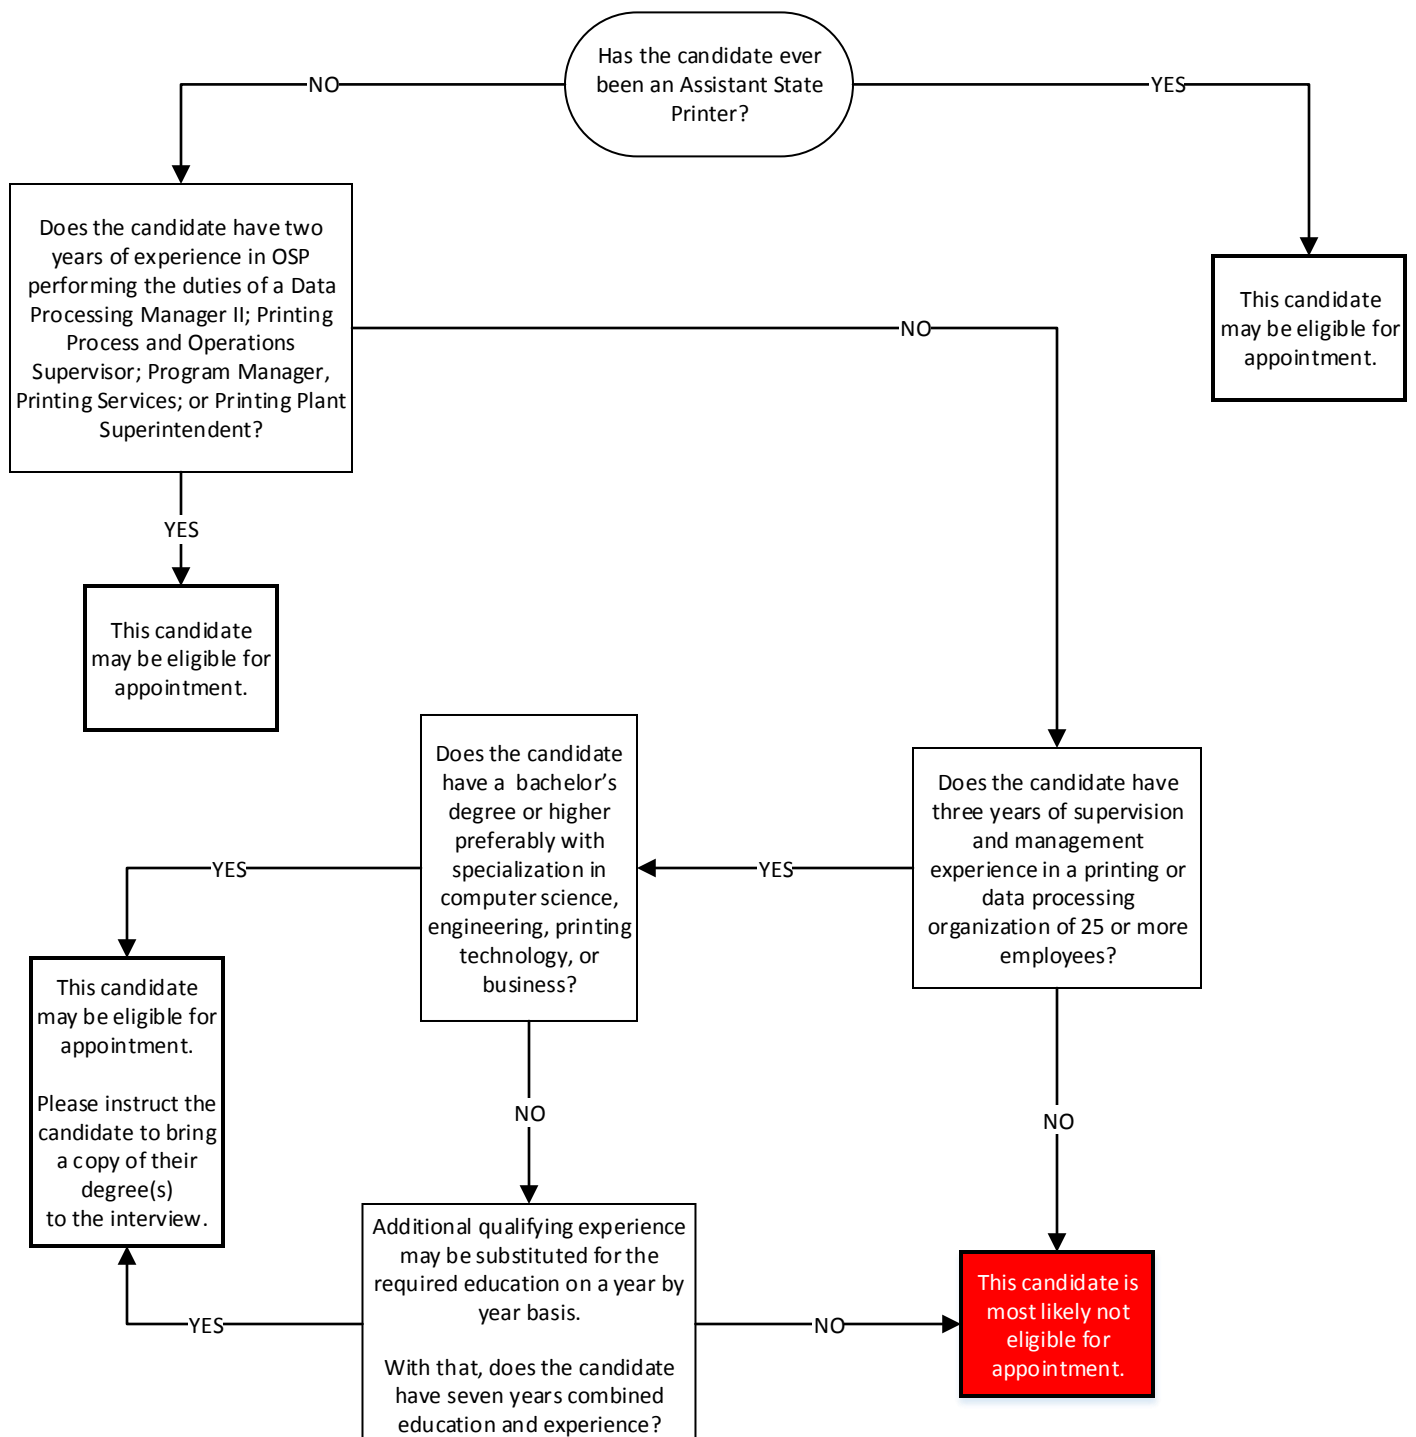 Has the candidate ever
been an Assistant State
Printer?
NO
YES
Does the candidate have two
years of experience in OSP
performing the duties of a Data
Processing Manager II; Printing
Process and Operations
Supervisor; Program Manager,
Printing Services; or Printing Plant
Superintendent?
This candidate
may be eligible for
appointment.
NO
YES
This candidate
may be eligible for
appointment.
Does the candidate have
three years of supervision
and management
experience in a printing or
data processing
organization of 25 or more
employees?
YES
Does the candidate
have a bachelor's
degree or higher
preferably with
specialization in
computer science,
engineering, printing
technology, or
business?
YES
This candidate
may be eligible for
appointment.
Please instruct the
candidate to bring
a copy of their
degree(s)
to the interview.
NO
NO
Additional qualifying experience
may be substituted for the
required education on a year by
year basis.
With that, does the candidate
have seven years combined
education and experience?
YES
NO
This candidate is
most likely not
eligible for
appointment.